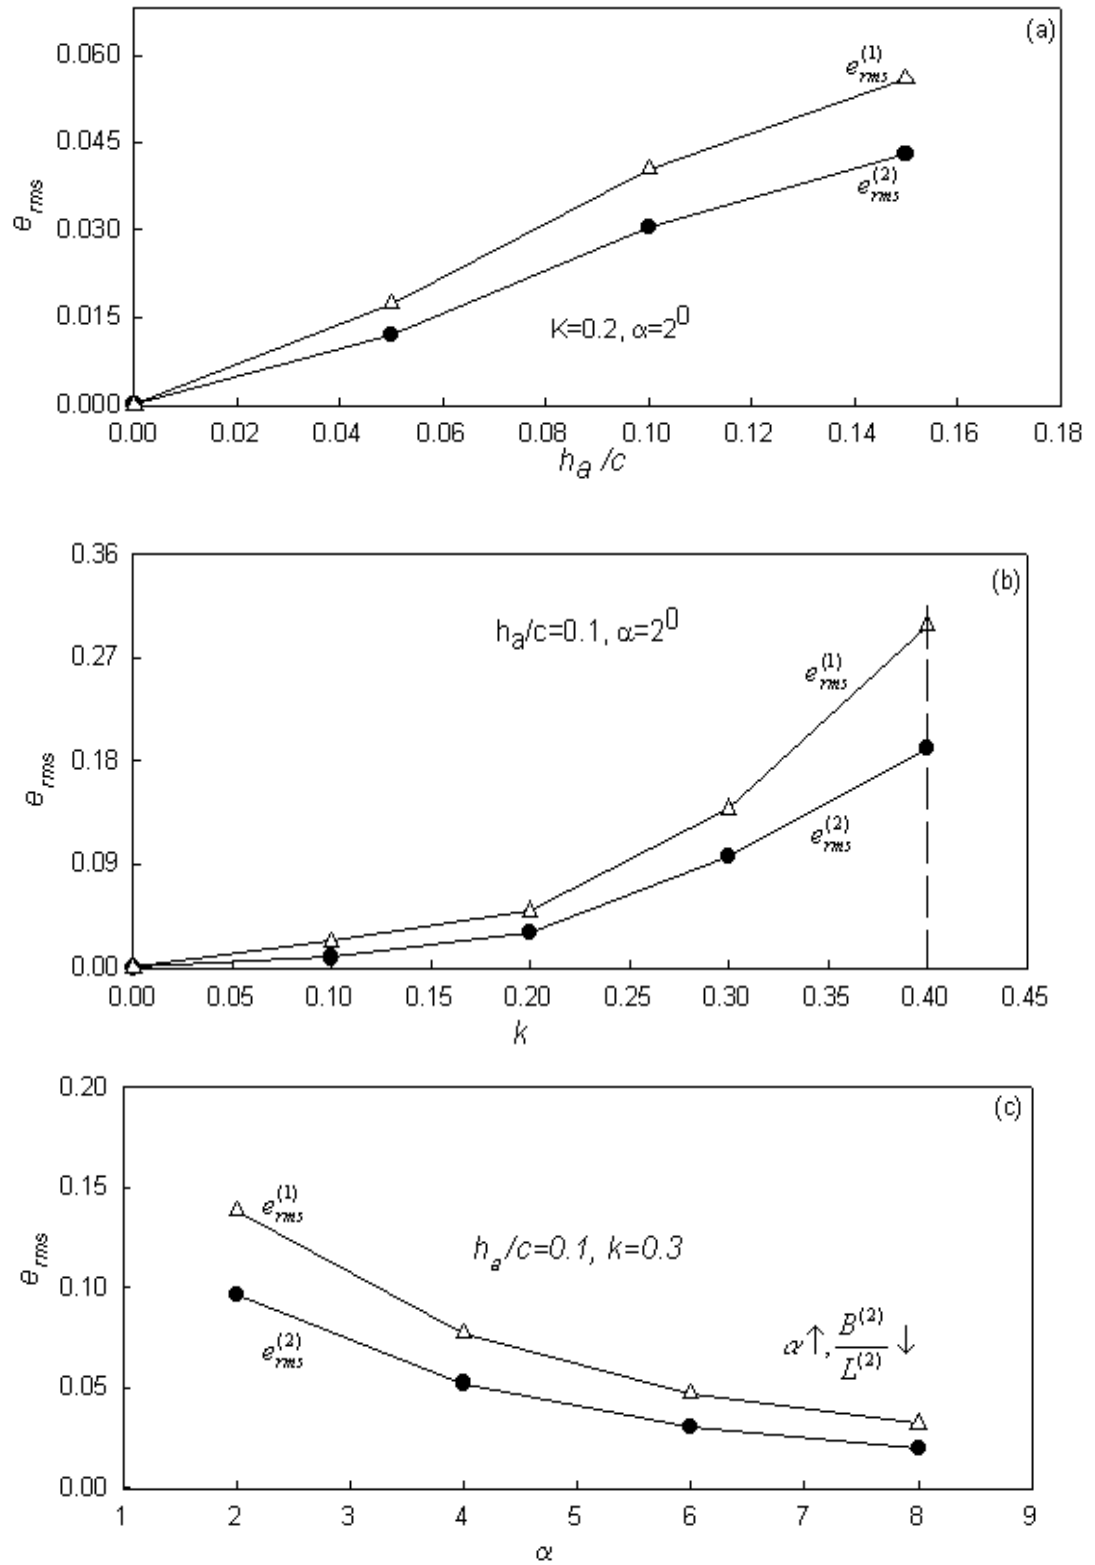 (a)
0.060
0.045
0.030
0.015
0.000
e_rms
e_rms^(1)
e_rms^(2)
K=0.2, α=2^0
0.00 0.02 0.04 0.06 0.08 0.10 0.12 0.14 0.16 0.18
h_a/c
(b)
0.36
0.27
0.18
0.09
0.00
e_rms
h_a/c=0.1, α=2^0
e_rms^(1)
e_rms^(2)
0.00 0.05 0.10 0.15 0.20 0.25 0.30 0.35 0.40 0.45
k
(c)
0.20
0.15
0.10
0.05
0.00
e_rms
e_rms^(1)
h_a/c=0.1, k=0.3
e_rms^(2)
α↑, B^(2)/L^(2) ↓
1 2 3 4 5 6 7 8 9
α